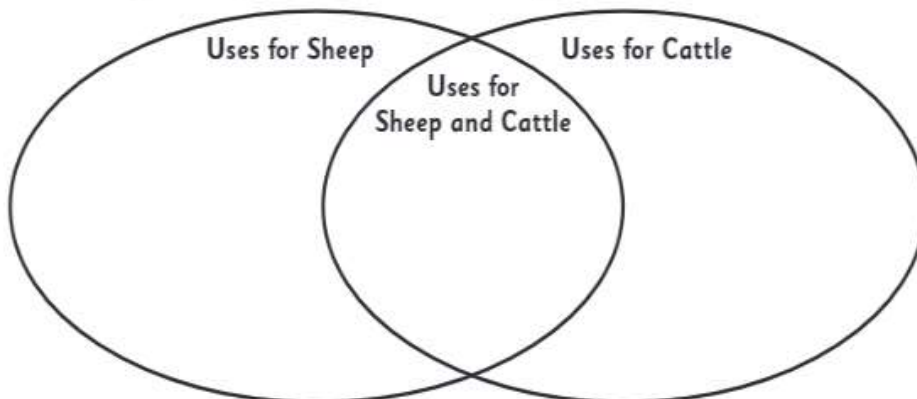 Uses for Sheep
Uses for Cattle
Uses for
Sheep and Cattle